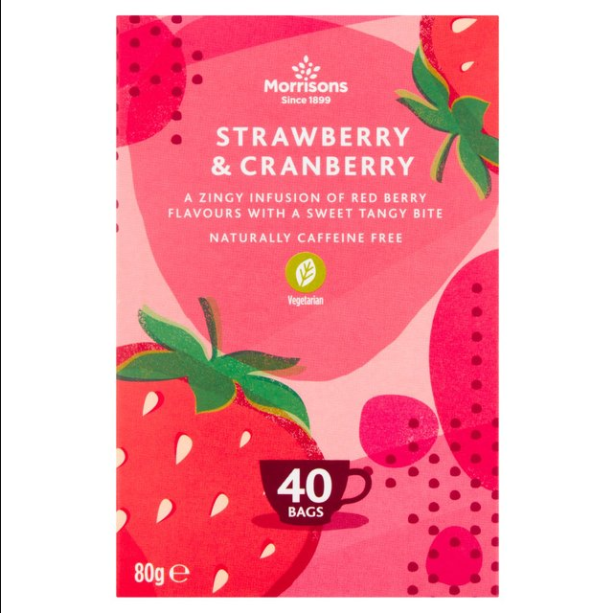 Morrisons
Since 1899
STRAWBERRY
& CRANBERRY
A ZINGY INFUSION OF RED BERRY
FLAVOURS WITH A SWEET TANGY BITE
NATURALLY CAFFEINE FREE
Vegetarian
40
BAGS
80g ℮